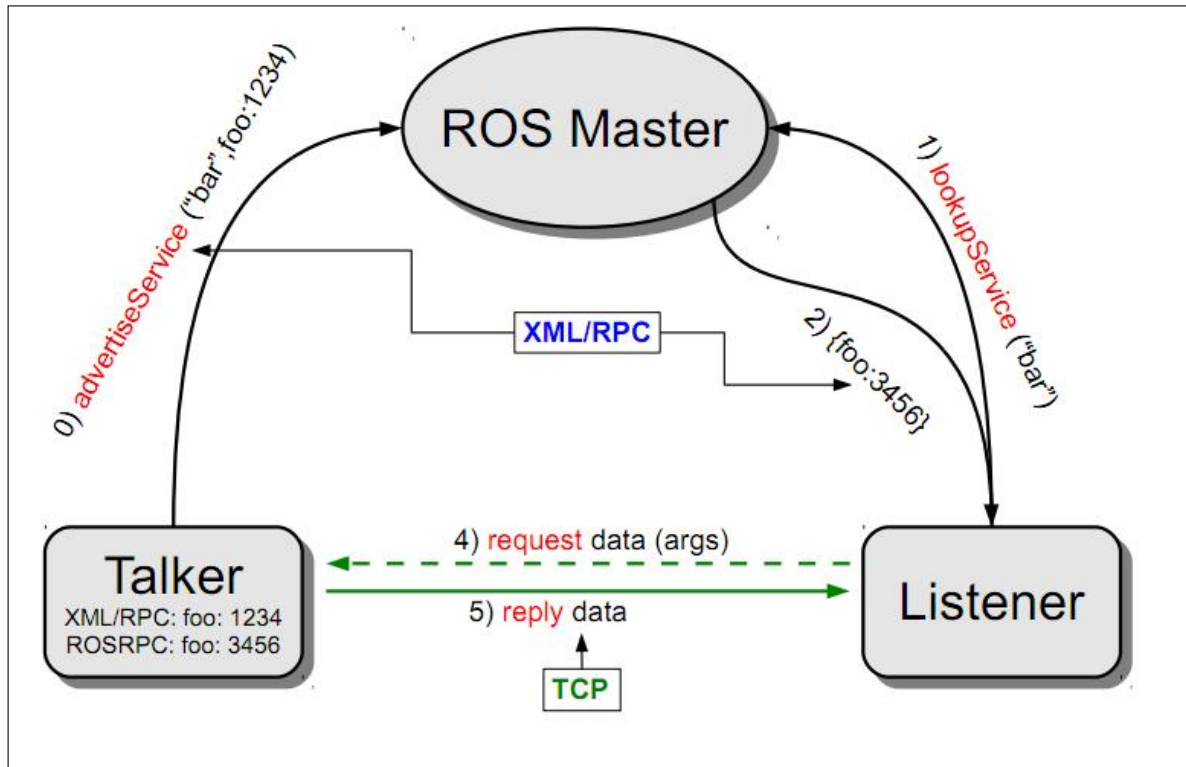 ROS Master
0) advertiseService (“bar”,foo:1234)
1) lookupService (“bar”)
XML/RPC
2) {foo:3456}
4) request data (args)
Talker
XML/RPC: foo: 1234
ROSRPC: foo: 3456
5) reply data
Listener
TCP